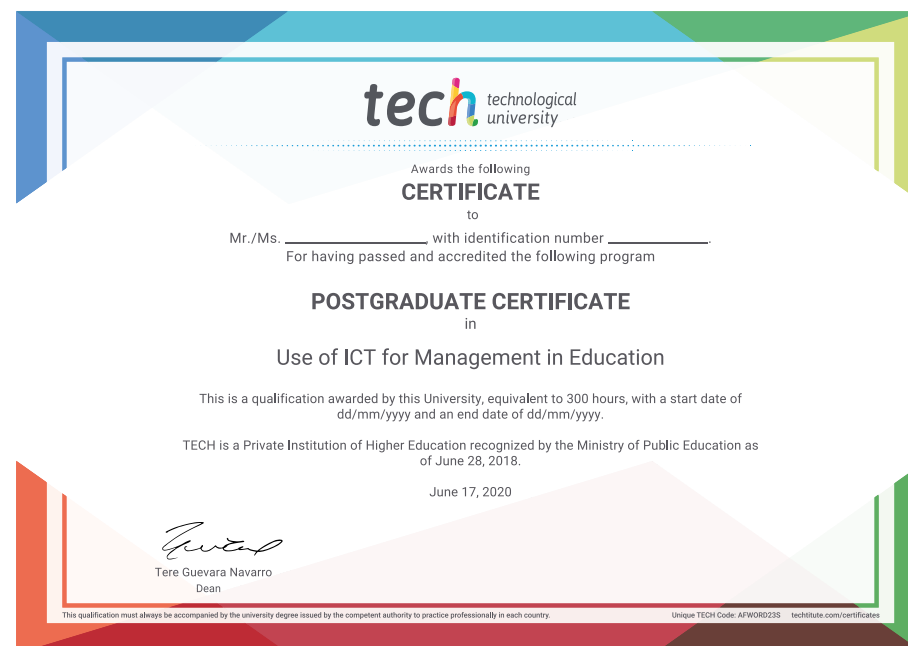 tech technological
university
Awards the following
CERTIFICATE
to
Mr./Ms. ____________________, with identification number ______________.
For having passed and accredited the following program
POSTGRADUATE CERTIFICATE
in
Use of ICT for Management in Education
This is a qualification awarded by this University, equivalent to 300 hours, with a start date of
dd/mm/yyyy and an end date of dd/mm/yyyy.
TECH is a Private Institution of Higher Education recognized by the Ministry of Public Education as
of June 28, 2018.
June 17, 2020
Tere Guevara Navarro
Dean
This qualification must always be accompanied by the university degree issued by the competent authority to practice professionally in each country.
Unique TECH Code: AFWORD23S techtitute.com/certificates